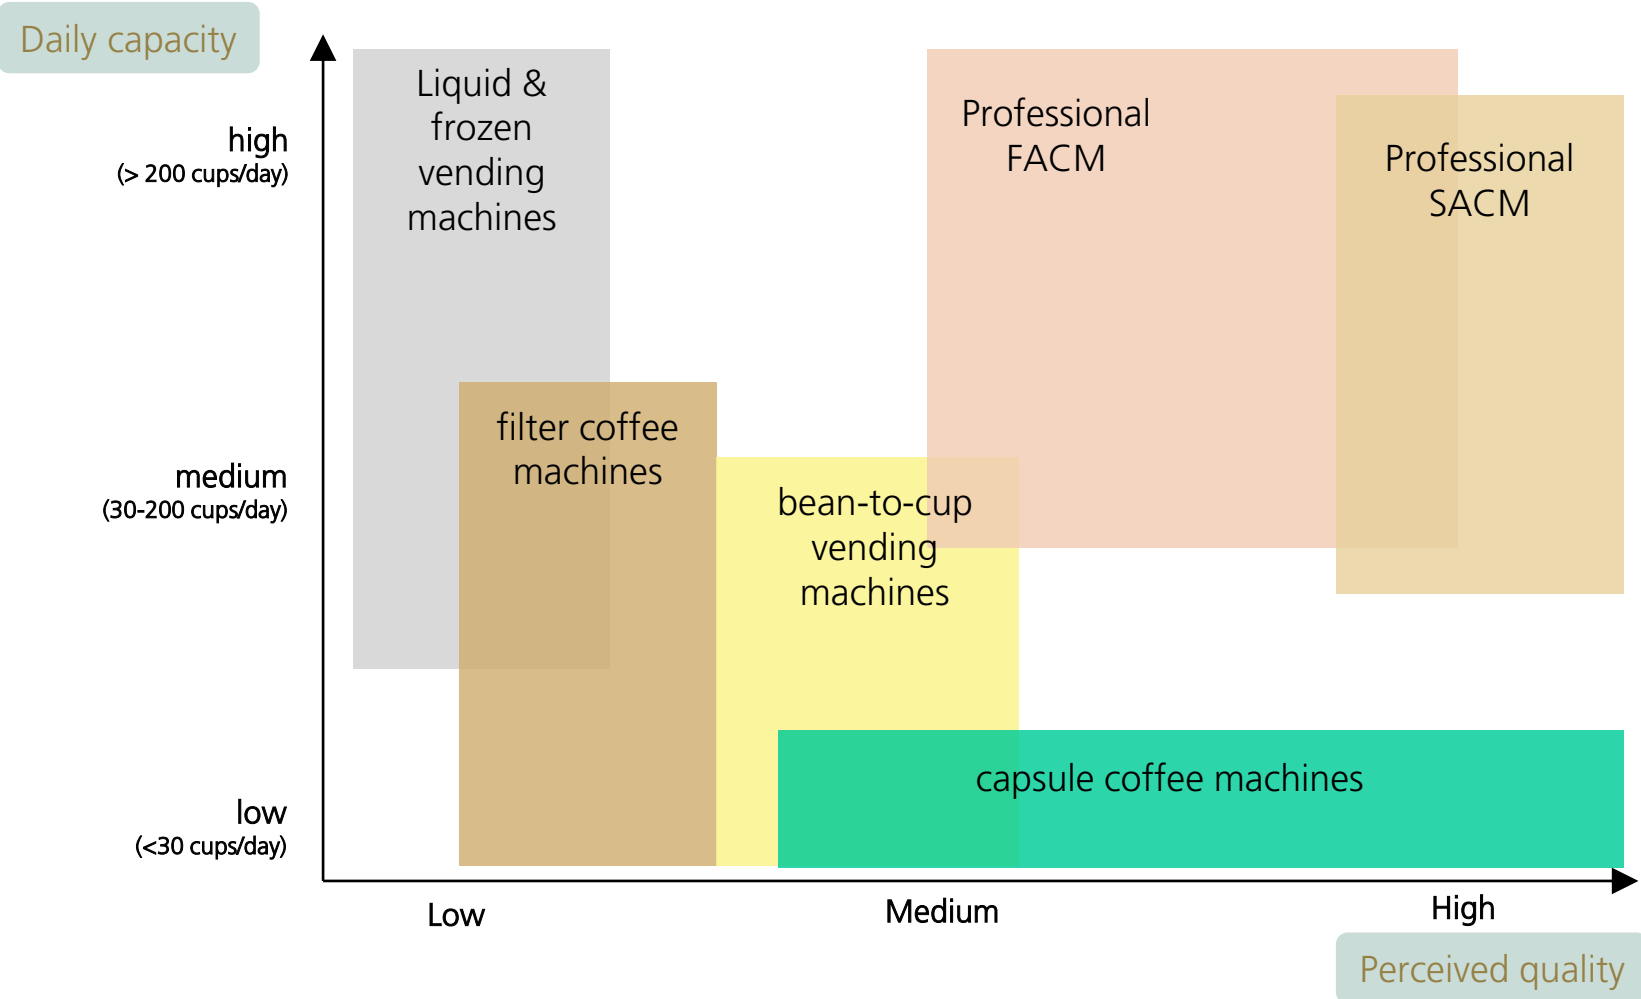 Daily capacity
high
(> 200 cups/day)
medium
(30-200 cups/day)
low
(<30 cups/day)
Liquid &
frozen
vending
machines
Professional
FACM
Professional
SACM
filter coffee
machines
bean-to-cup
vending
machines
capsule coffee machines
Low
Medium
High
Perceived quality